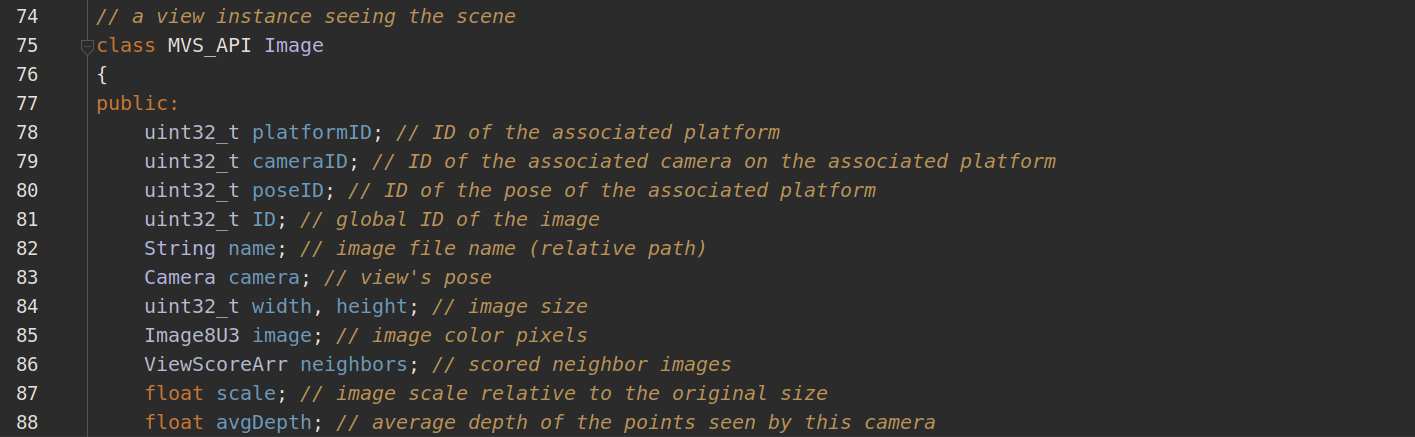 74 // a view instance seeing the scene
75 class MVS_API Image
76 {
77 public:
78 uint32_t platformID; // ID of the associated platform
79 uint32_t cameraID; // ID of the associated camera on the associated platform
80 uint32_t poseID; // ID of the pose of the associated platform
81 uint32_t ID; // global ID of the image
82 String name; // image file name (relative path)
83 Camera camera; // view's pose
84 uint32_t width, height; // image size
85 Image8U3 image; // image color pixels
86 ViewScoreArr neighbors; // scored neighbor images
87 float scale; // image scale relative to the original size
88 float avgDepth; // average depth of the points seen by this camera